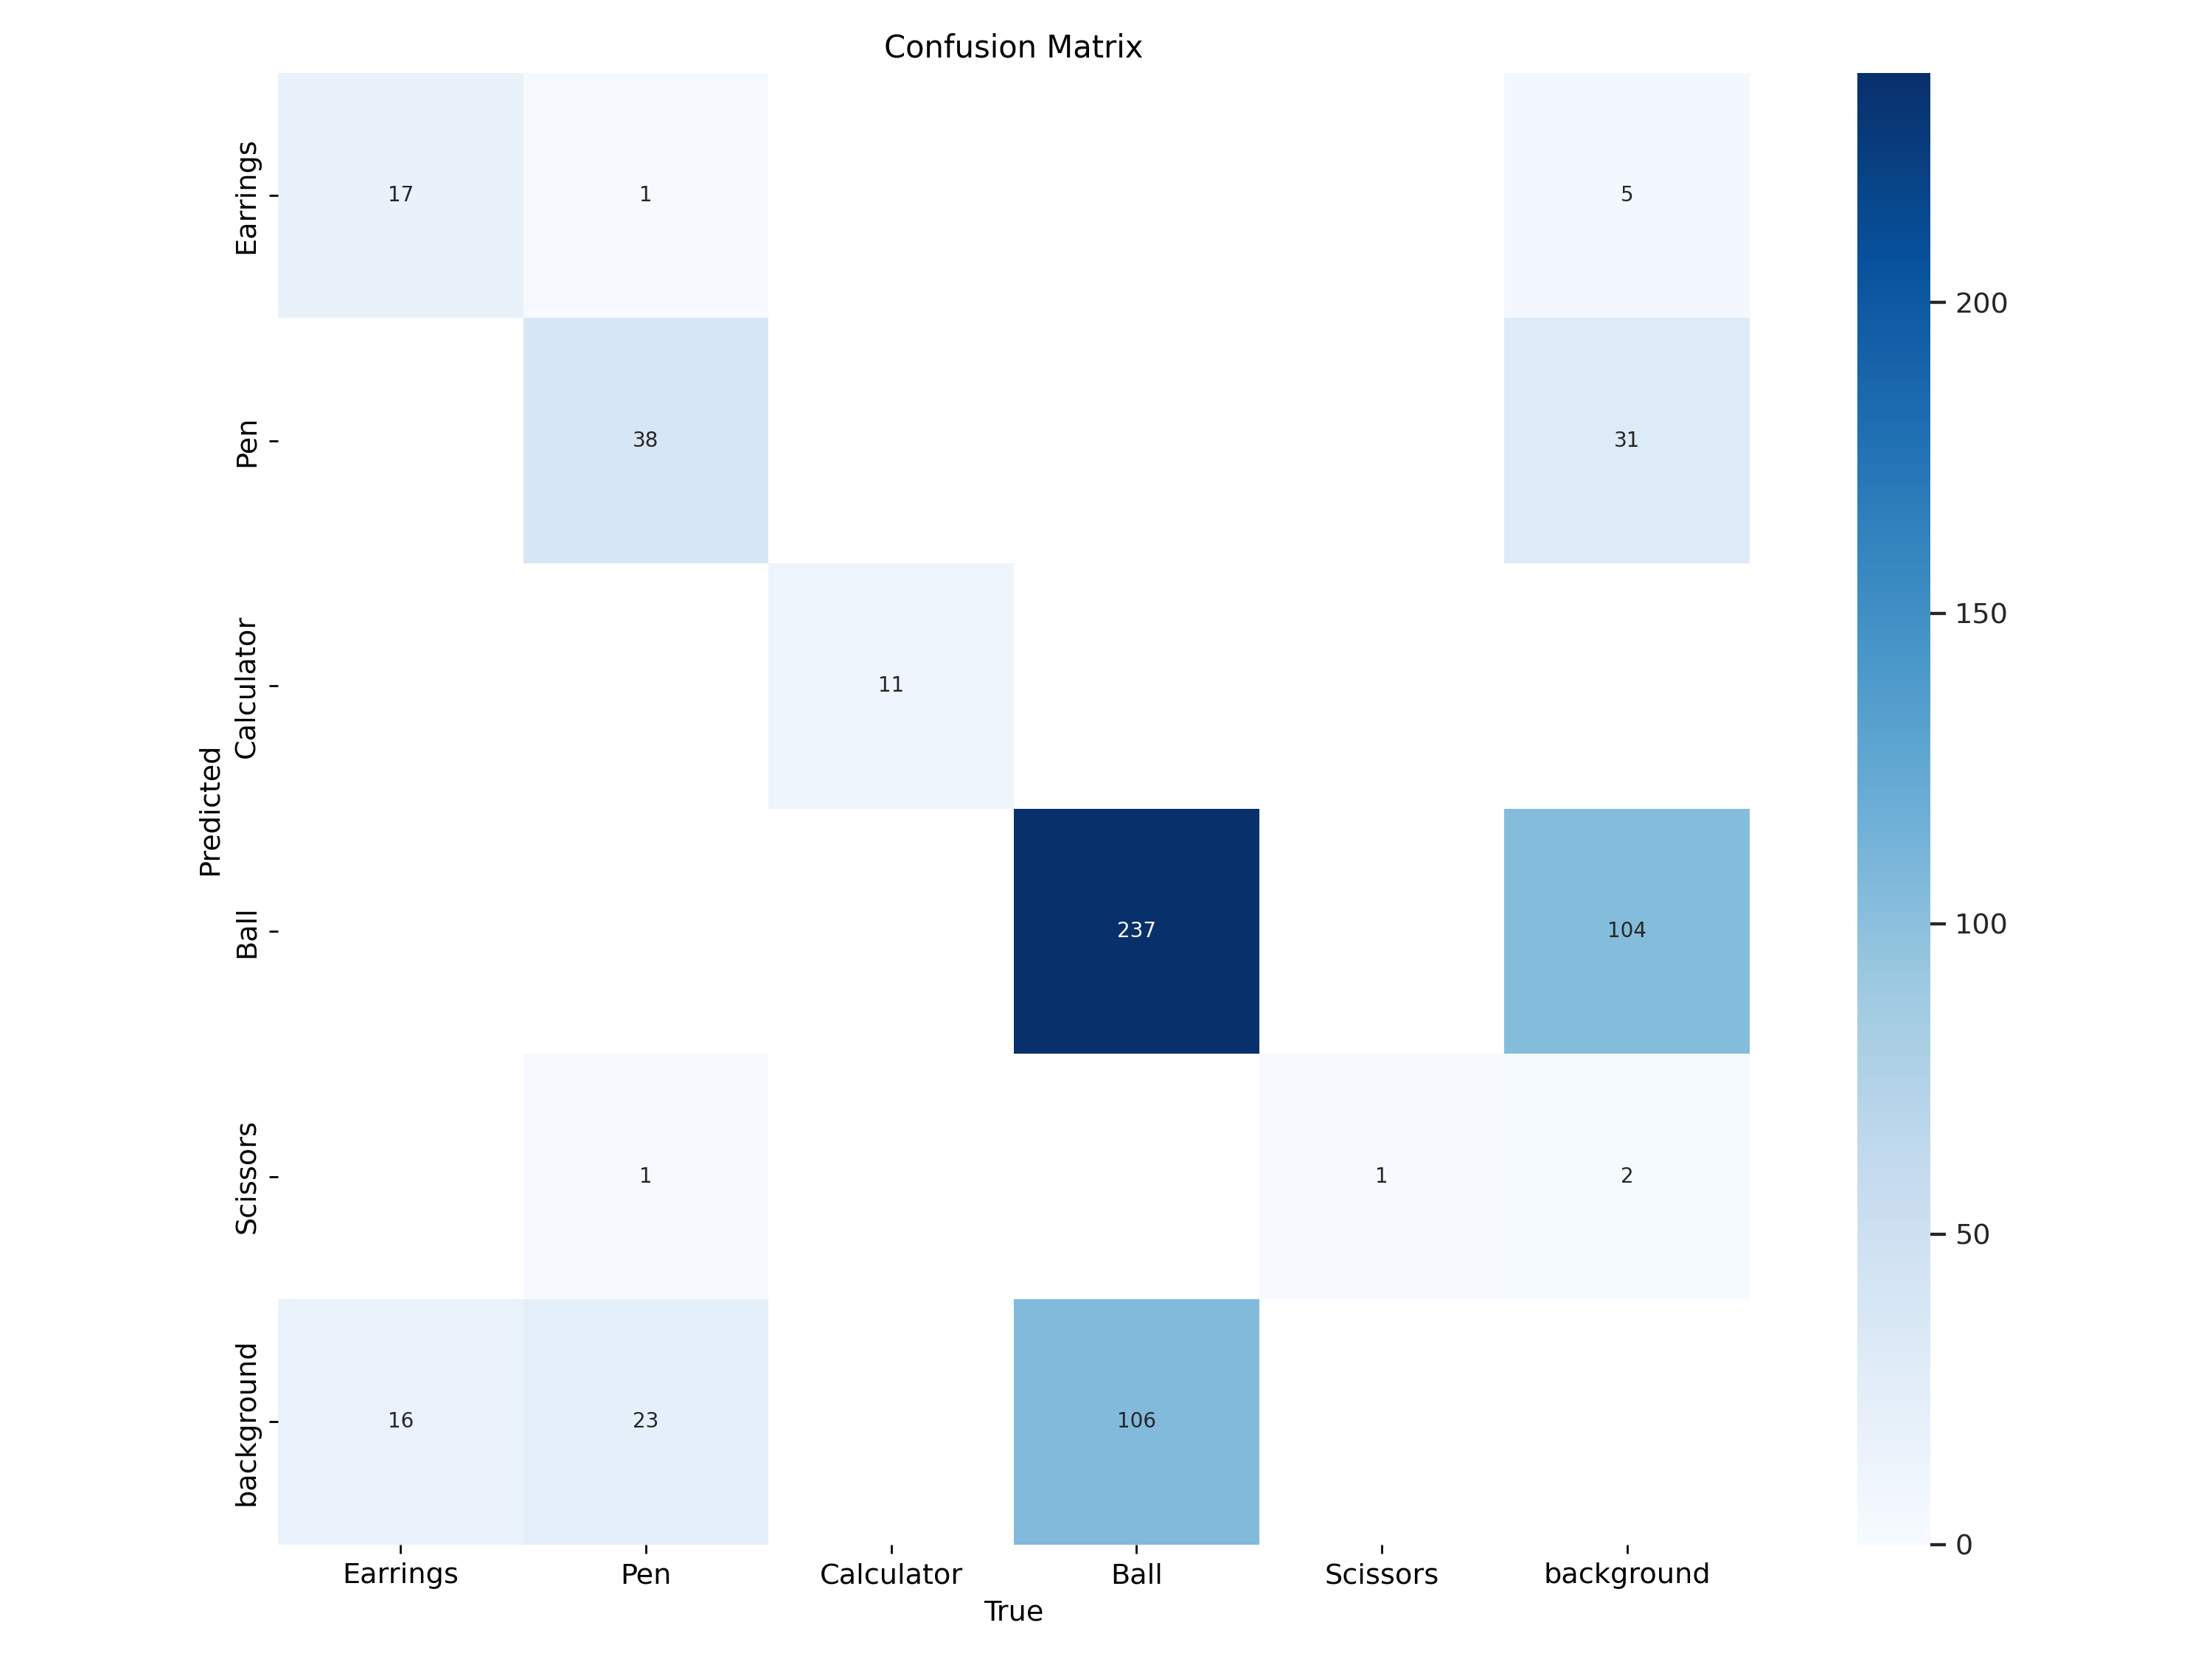 Confusion Matrix
Earrings
17
1
5
Pen
38
31
Calculator
11
Ball
237
104
Scissors
1
1
2
background
16
23
106
Predicted
Earrings
Pen
Calculator
Ball
Scissors
background
True
200
150
100
50
0